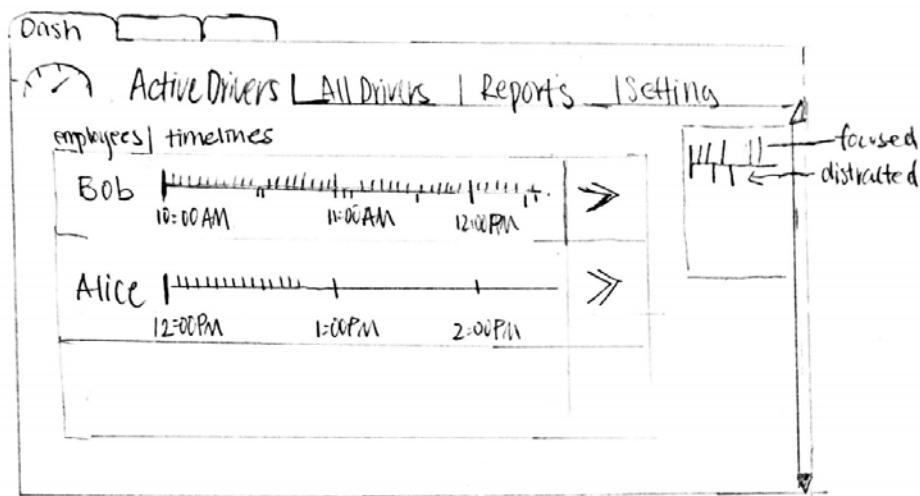 Dash
Active Drivers | All Drivers | Reports | Setting
employees | timelines
focused
distracted
Bob
10:00AM 11:00AM 12:00PM
Alice
12:00PM 1:00PM 2:00PM